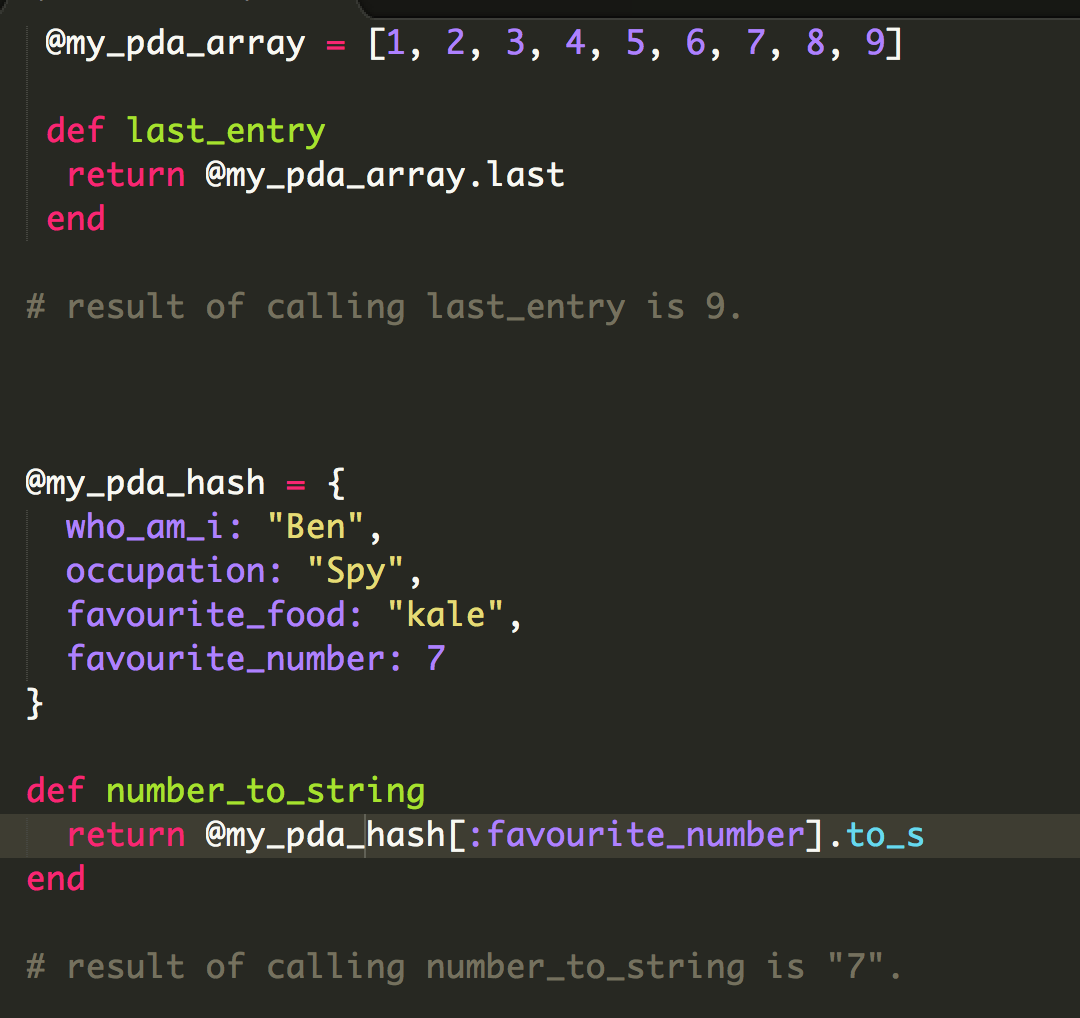 @my_pda_array = [1, 2, 3, 4, 5, 6, 7, 8, 9]
def last_entry
return @my_pda_array.last
end
# result of calling last_entry is 9.
@my_pda_hash = {
who_am_i: "Ben",
occupation: "Spy",
favourite_food: "kale",
favourite_number: 7
}
def number_to_string
return @my_pda_hash[:favourite_number].to_s
end
# result of calling number_to_string is "7".